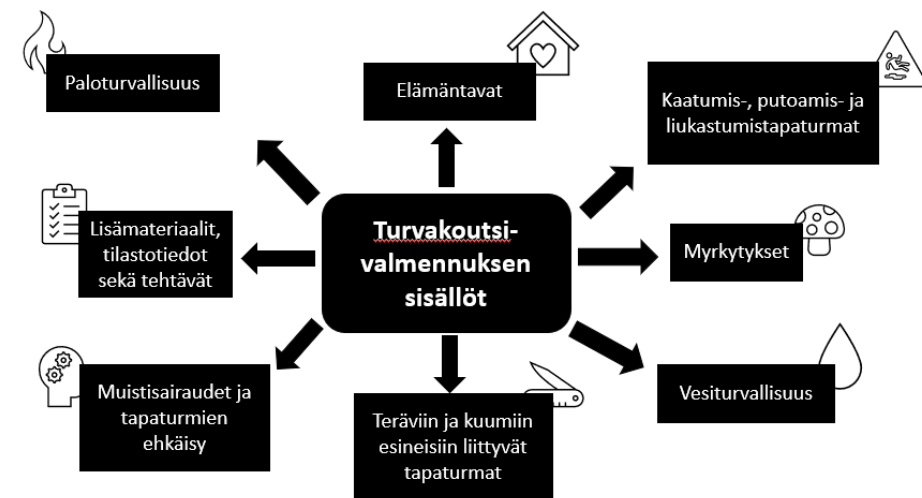 Paloturvallisuus
Elämäntavat
Kaatumis-, putoamis- ja
liukastumistapaturmat
Lisämateriaalit,
tilastotiedot
sekä tehtävät
Turvakoutsi-
valmennuksen
sisällöt
Myrkytykset
Muistisairaudet ja
tapaturmien
ehkäisy
Teräviin ja kuumiin
esineisiin liittyvät
tapaturmat
Vesiturvallisuus